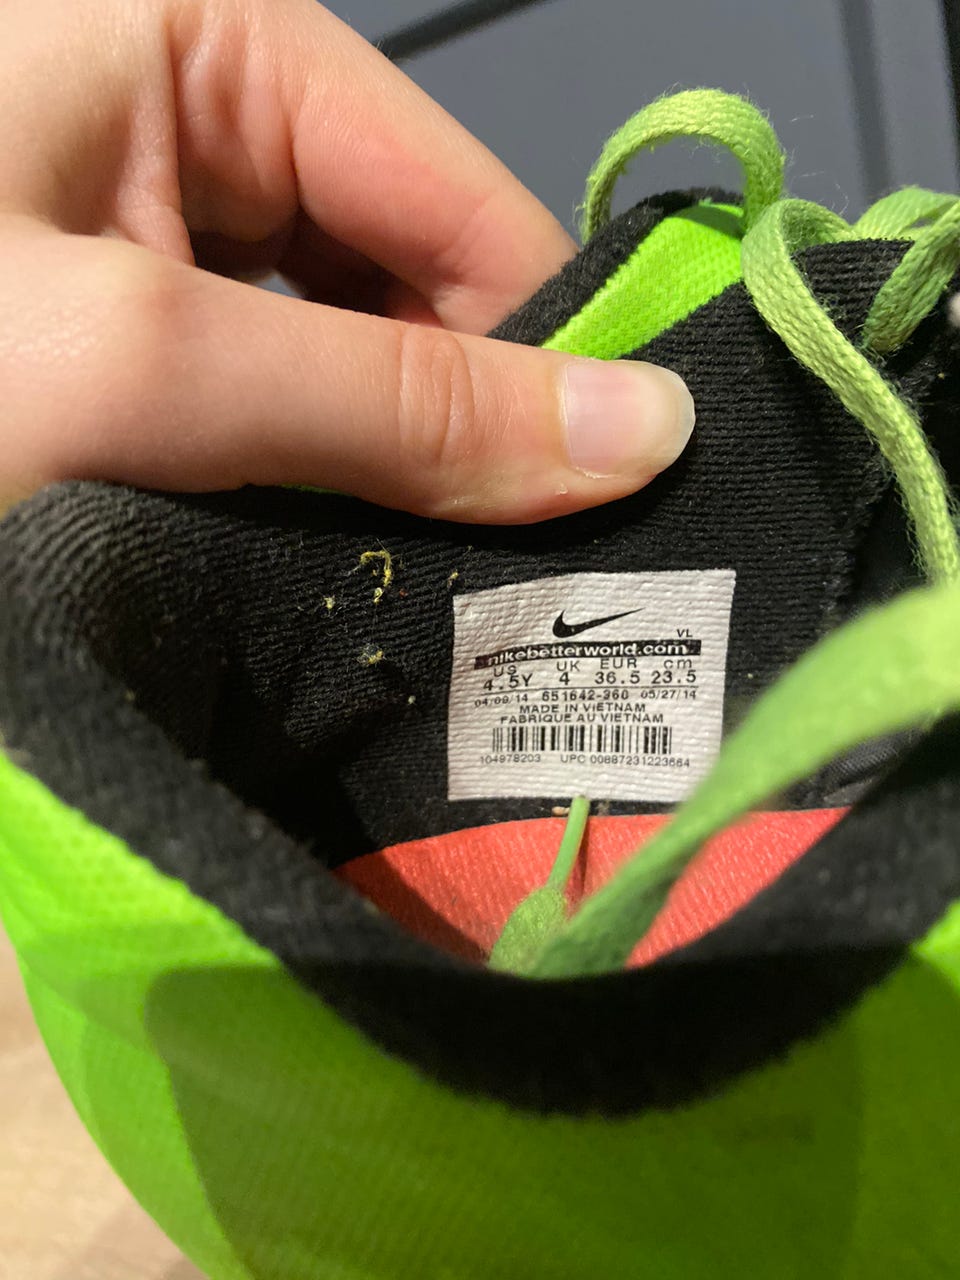 VL
nikebetterworld.com
US UK EUR cm
4.5Y 4 36.5 23.5
04/09/14 651642-360 05/27/14
MADE IN VIETNAM
FABRIQUE AU VIETNAM
104978203 UPC 00887231223664